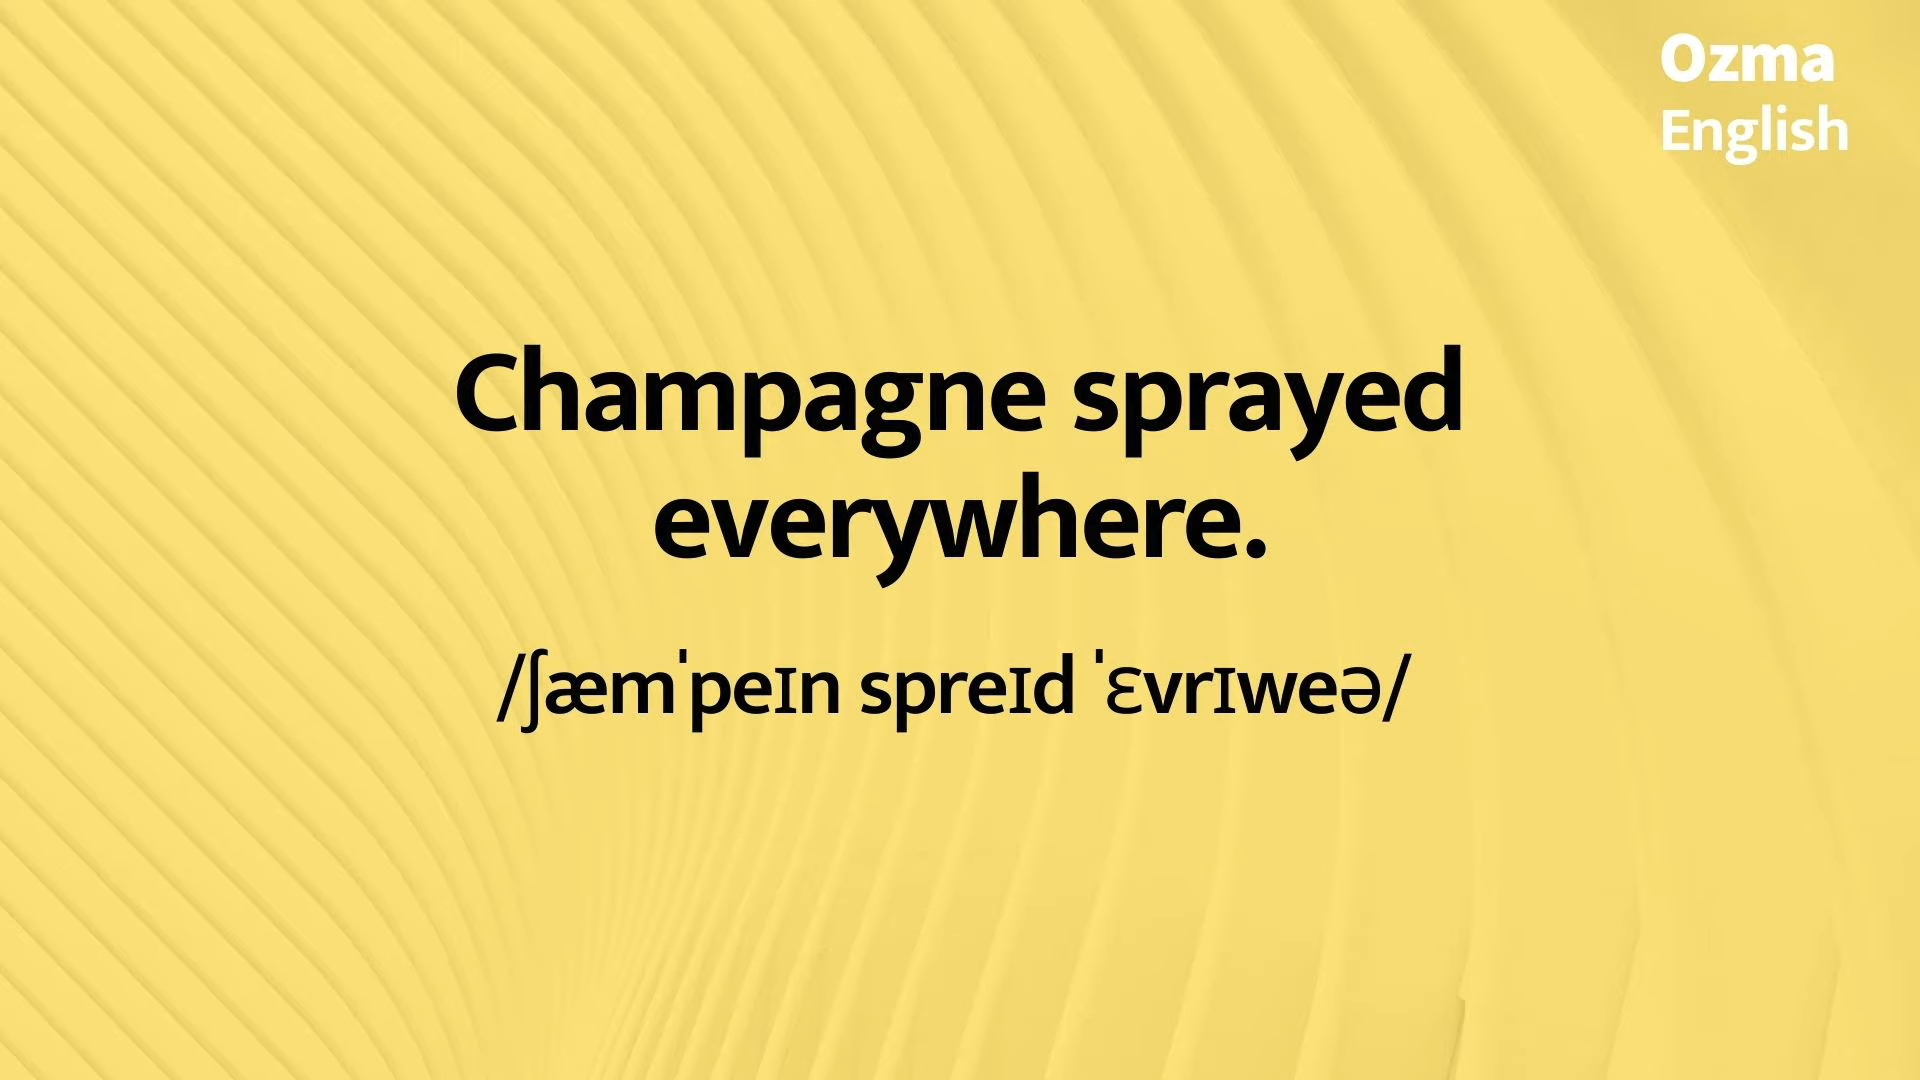 Ozma
English
Champagne sprayed
everywhere.
/ʃæmˈpeɪn spreɪd ˈɛvrɪweə/